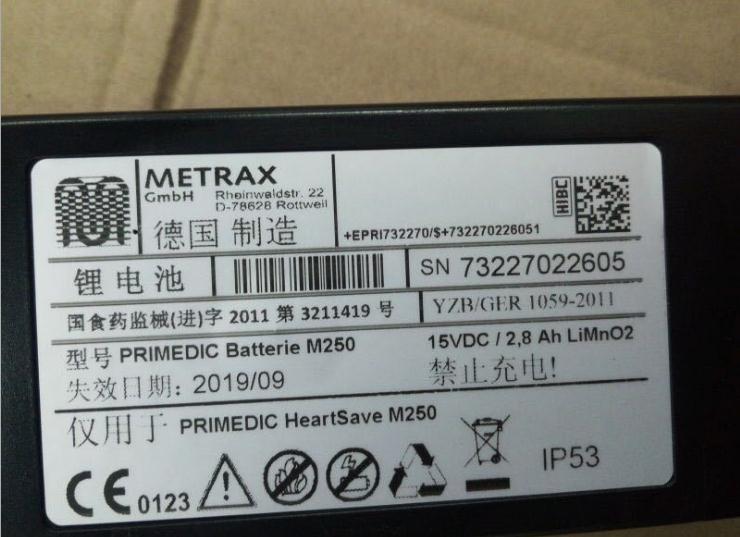 METRAX
GmbH Rheinwaldstr. 22
D-78628 Rottweil
德国 制造
+EPRI732270/$+732270226051
HIBC
锂电池
SN 73227022605
国食药监械(进)字 2011 第 3211419 号
YZB/GER 1059-2011
型号 PRIMEDIC Batterie M250
15VDC / 2,8 Ah LiMnO2
失效日期: 2019/09
禁止充电!
仅用于 PRIMEDIC HeartSave M250
CE 0123
IP53